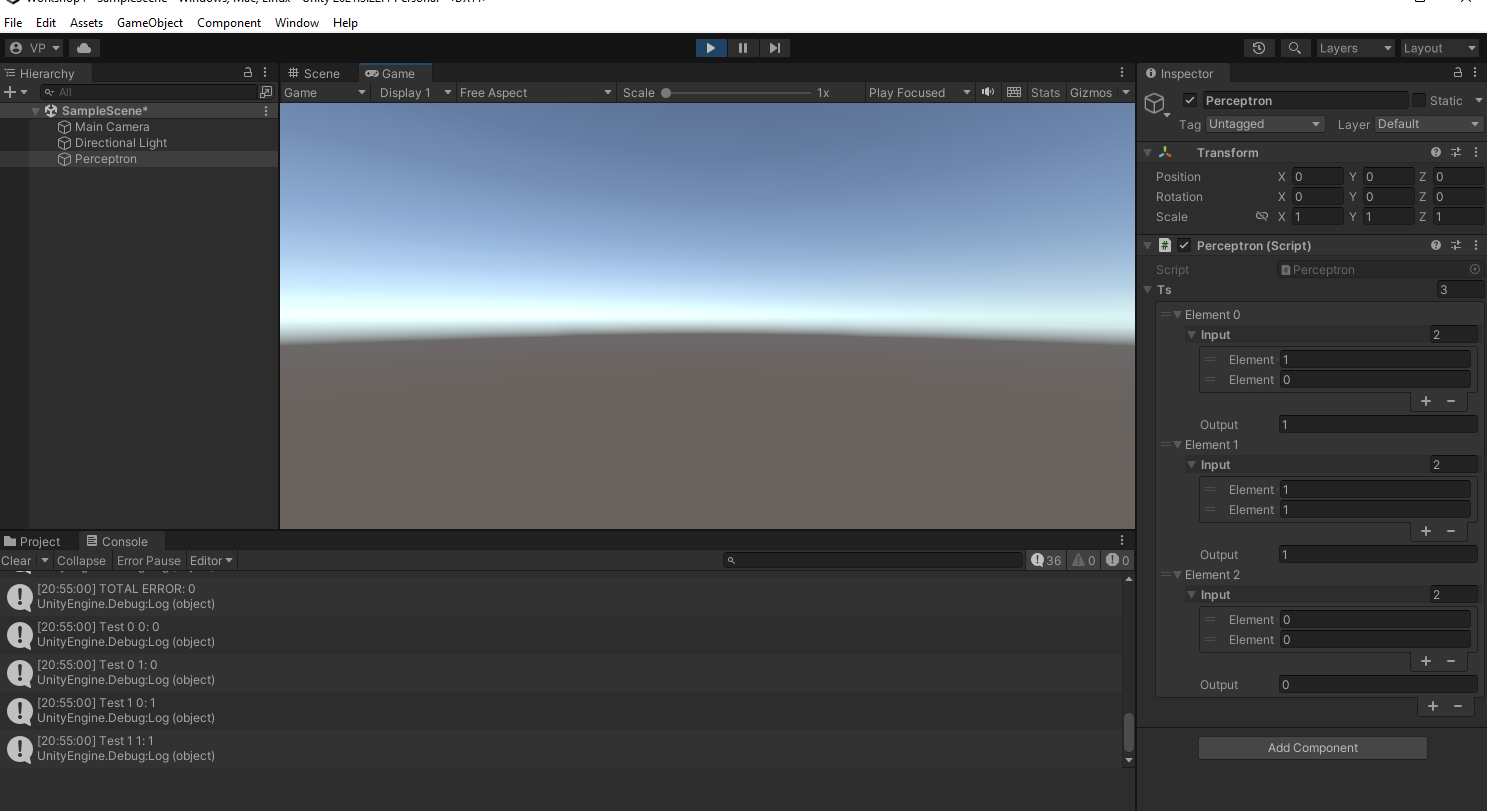 File Edit Assets GameObject Component Window Help
VP
Layers Layout
Hierarchy
All
SampleScene*
Main Camera
Directional Light
Perceptron
Scene Game
Game Display 1 Free Aspect Scale 1x Play Focused Stats Gizmos
Inspector
Perceptron Static
Tag Untagged Layer Default
Transform
Position X 0 Y 0 Z 0
Rotation X 0 Y 0 Z 0
Scale X 1 Y 1 Z 1
# Perceptron (Script)
Script Perceptron
Ts 3
Element 0
Input 2
Element 1
Element 0
+ −
Output 1
Element 1
Input 2
Element 1
Element 1
+ −
Output 1
Element 2
Input 2
Element 0
Element 0
+ −
Output 0
+ −
Add Component
Project Console
Clear Collapse Error Pause Editor 36 0 0
[20:55:00] TOTAL ERROR: 0
UnityEngine.Debug:Log (object)
[20:55:00] Test 0 0: 0
UnityEngine.Debug:Log (object)
[20:55:00] Test 0 1: 0
UnityEngine.Debug:Log (object)
[20:55:00] Test 1 0: 1
UnityEngine.Debug:Log (object)
[20:55:00] Test 1 1: 1
UnityEngine.Debug:Log (object)